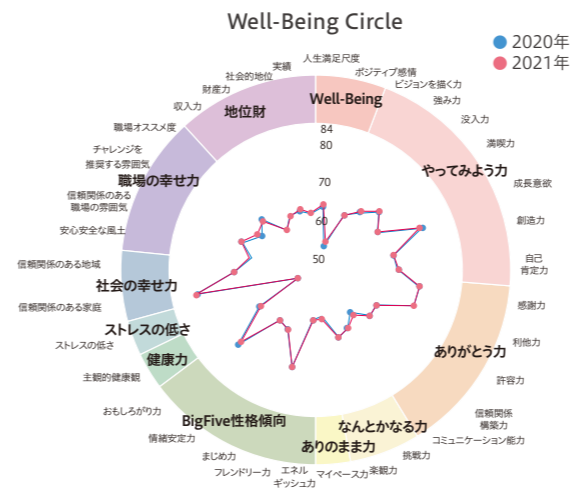 Well-Being Circle
2020年
2021年
人生満足尺度
ポジティブ感情
ビジョンを描く力
強み力
没入力
満喫力
成長意欲
創造力
自己
肯定力
感謝力
利他力
許容力
信頼関係
構築力
コミュニケーション能力
挑戦力
楽観力
マイペース力
エネル
ギッシュ力
フレンドリー力
まじめ力
情緒安定力
おもしろがり力
主観的健康観
ストレスの低さ
信頼関係のある家庭
信頼関係のある地域
安心安全な風土
信頼関係のある
職場の雰囲気
チャレンジを
推奨する雰囲気
職場オススメ度
収入力
財産力
社会的地位
実績
Well-Being
やってみよう力
ありがとう力
なんとかなる力
ありのまま力
BigFive性格傾向
健康力
ストレスの低さ
社会の幸せ力
職場の幸せ力
地位財
84
80
70
60
50